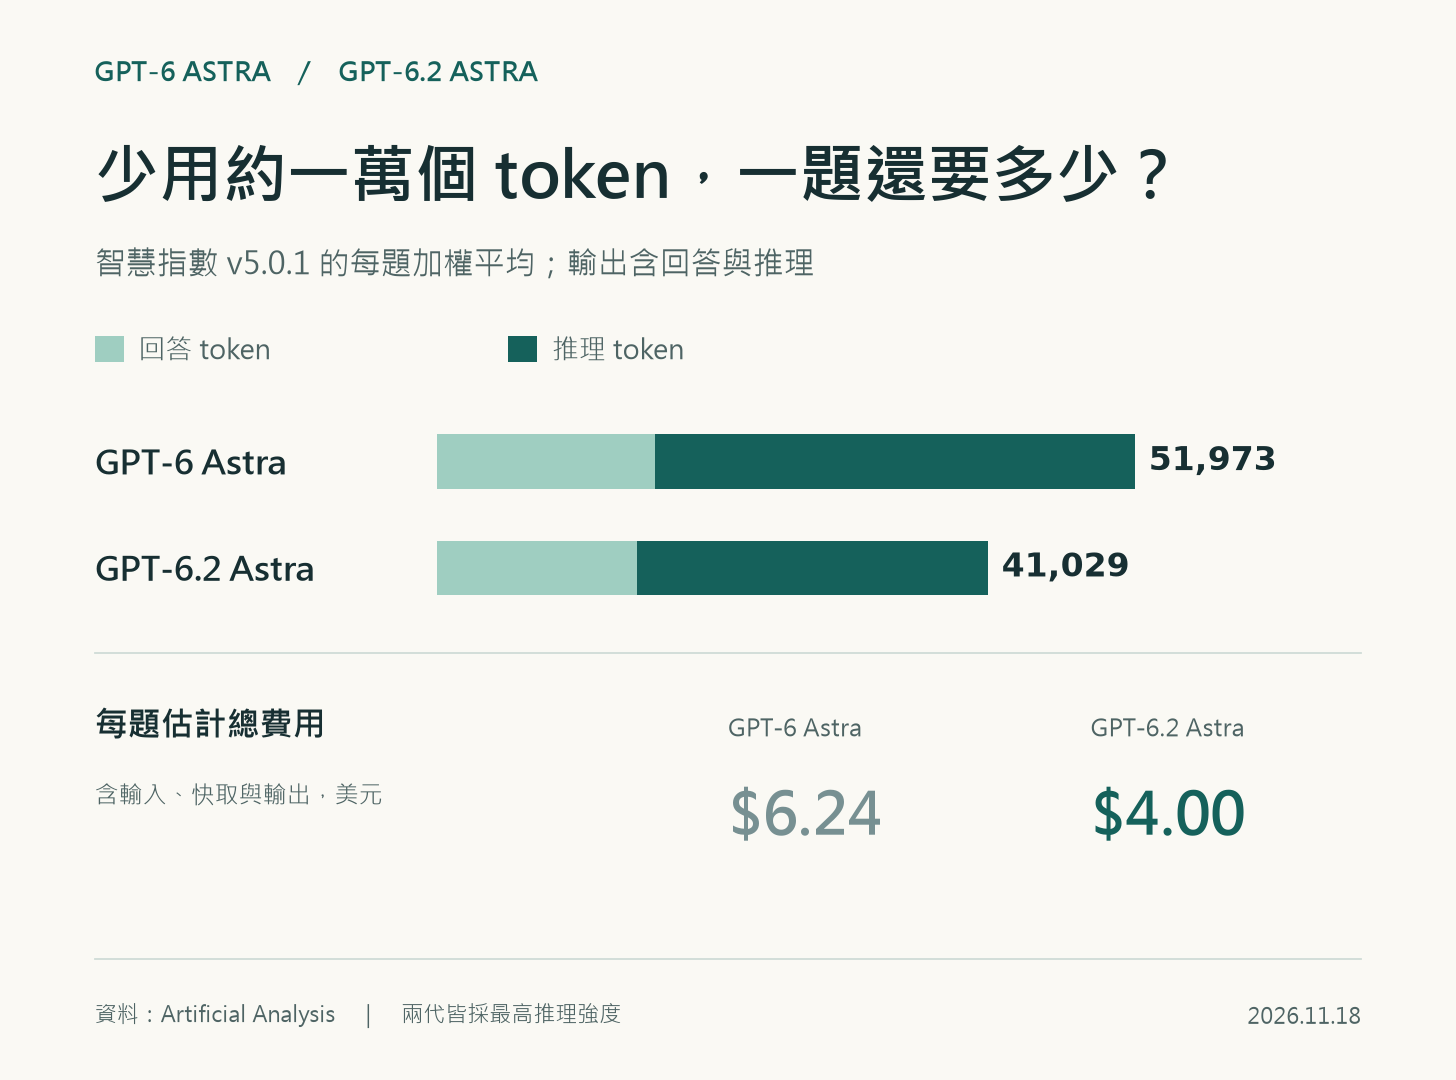 GPT-6 ASTRA / GPT-6.2 ASTRA
少用約一萬個 token，一題還要多少？
智慧指數 v5.0.1 的每題加權平均；輸出含回答與推理
回答 token
推理 token
GPT-6 Astra
51,973
GPT-6.2 Astra
41,029
每題估計總費用
含輸入、快取與輸出，美元
GPT-6 Astra
$6.24
GPT-6.2 Astra
$4.00
資料：Artificial Analysis | 兩代皆採最高推理強度
2026.11.18